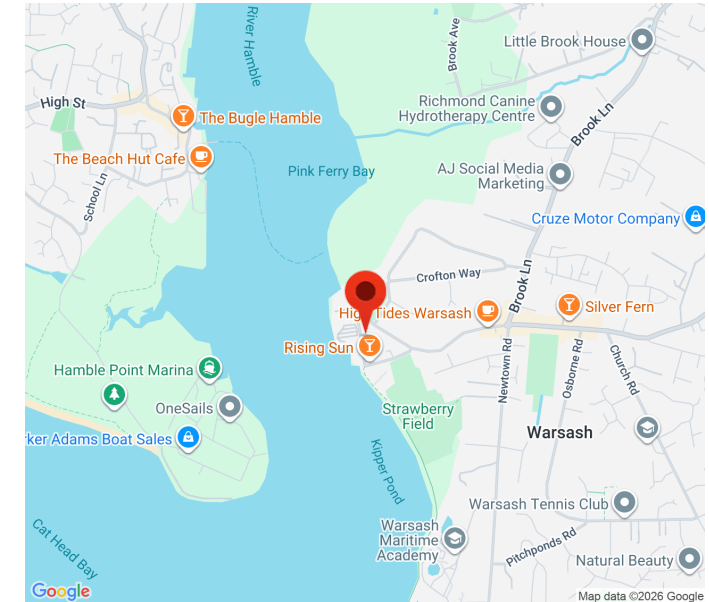 River Hamble
Brook Ave
Little Brook House
High St
The Bugle Hamble
Richmond Canine
Hydrotherapy Centre
Brook Ln
The Beach Hut Cafe
Pink Ferry Bay
AJ Social Media
Marketing
School Ln
Cruze Motor Company
Crofton Way
Brook Ln
High Tides Warsash
Silver Fern
Rising Sun
Hamble Point Marina
Newtown Rd
Osborne Rd
Church Rd
OneSails
Strawberry
Field
rker Adams Boat Sales
Warsash
Kipper Pond
Warsash Tennis Club
Cat Head Bay
Warsash
Maritime
Academy
Pitchponds Rd
Natural Beauty
Google
Map data ©2026 Google